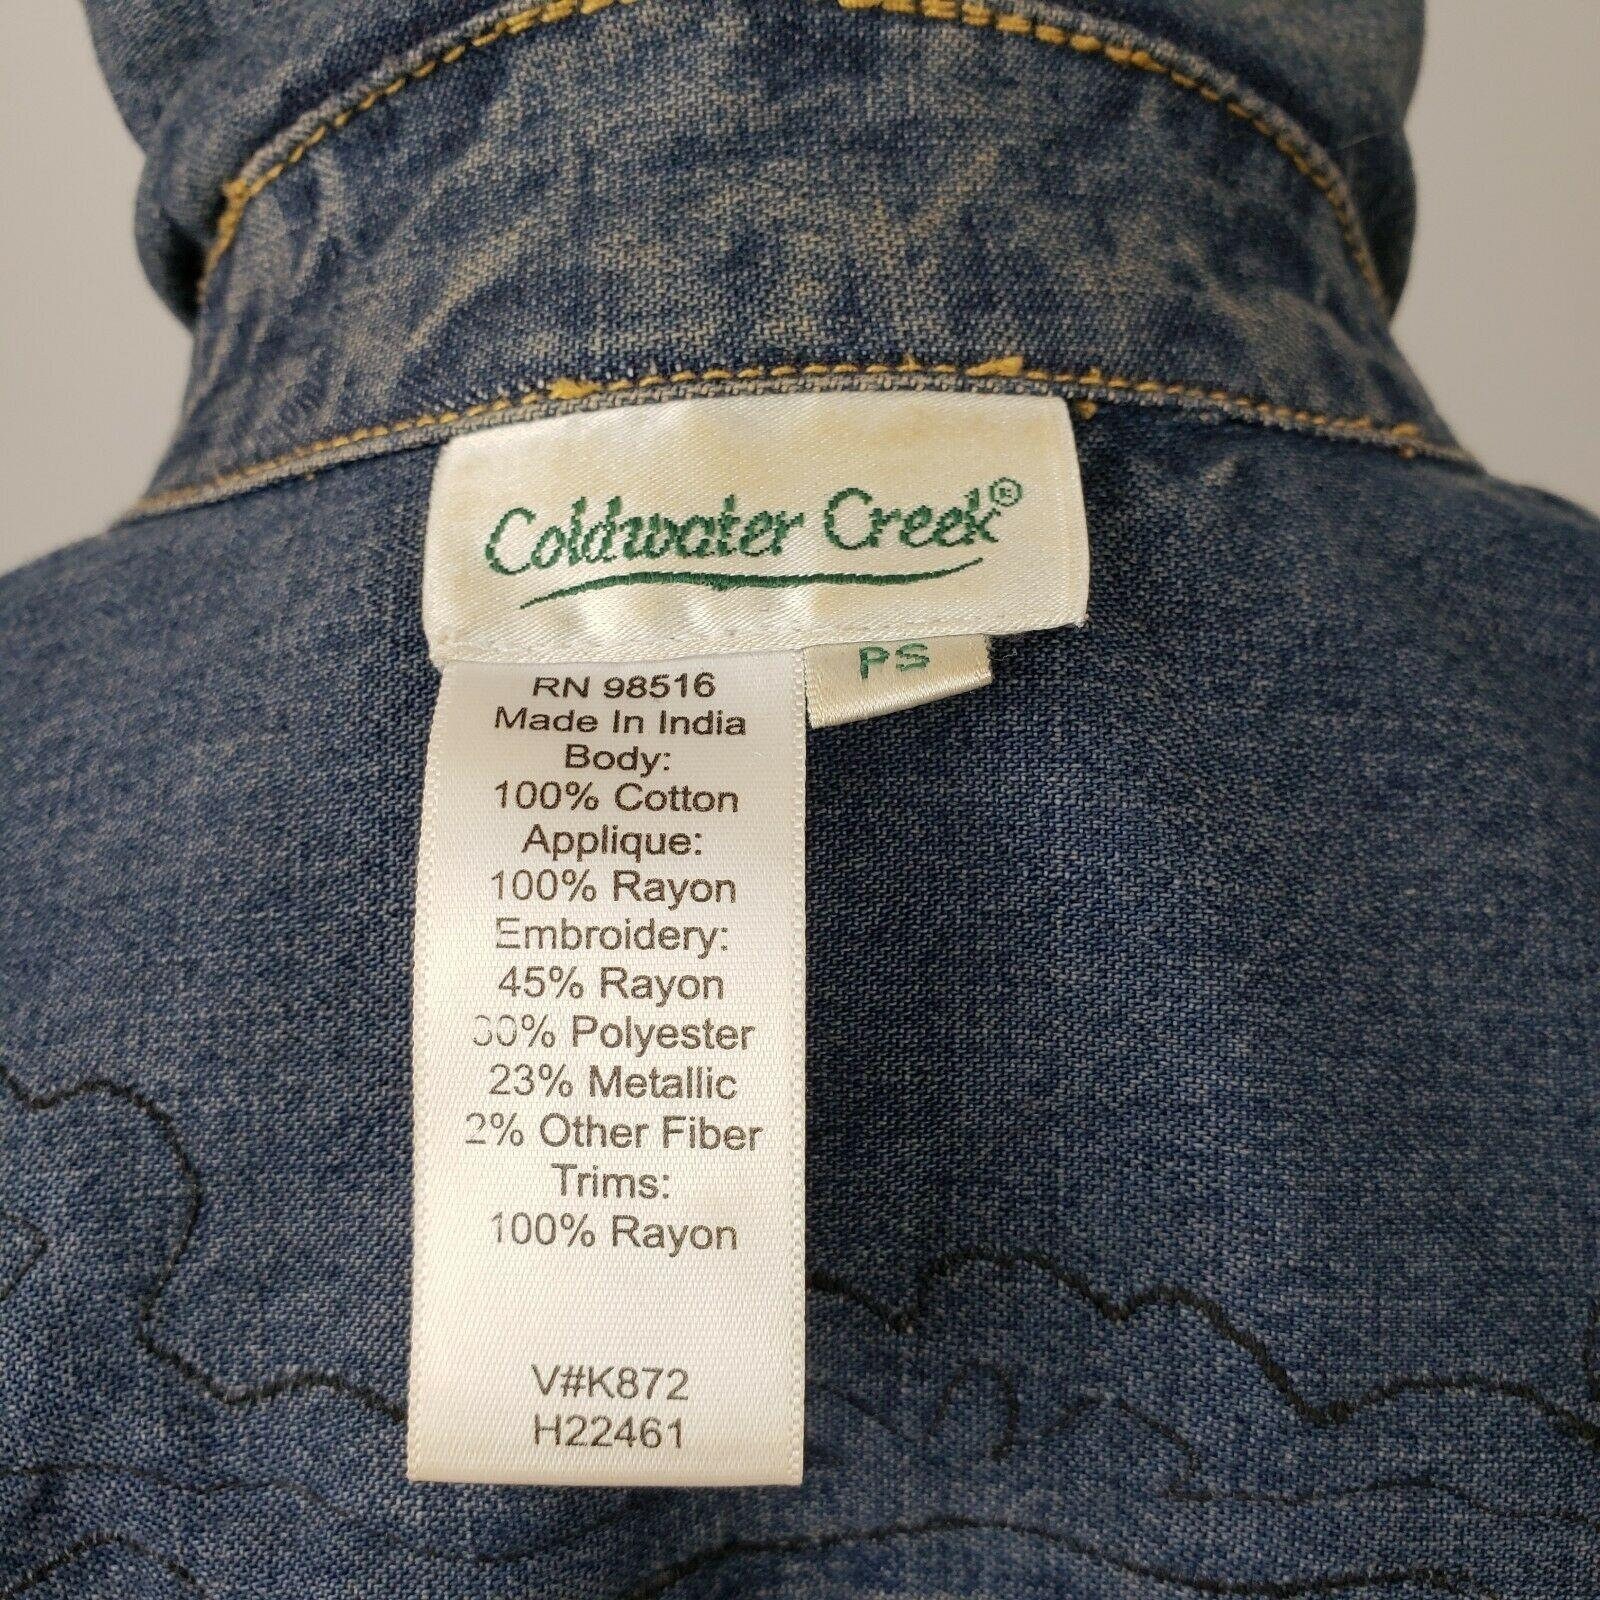 Coldwater Creek®
PS
RN 98516
Made In India
Body:
100% Cotton
Applique:
100% Rayon
Embroidery:
45% Rayon
30% Polyester
23% Metallic
2% Other Fiber
Trims:
100% Rayon
V#K872
H22461